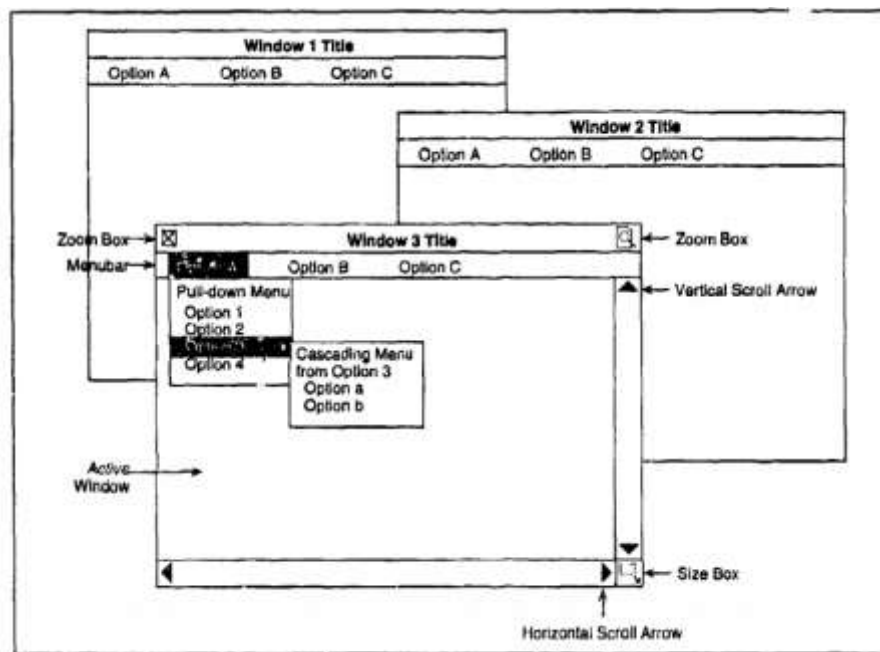 Window 1 Title
Option A Option B Option C
Window 2 Title
Option A Option B Option C
Zoom Box
Window 3 Title
Zoom Box
Menubar
Option B Option C
Vertical Scroll Arrow
Pull-down Menu
Option 1
Option 2
Option 4
Cascading Menu
from Option 3
Option a
Option b
Active
Window
Size Box
Horizontal Scroll Arrow